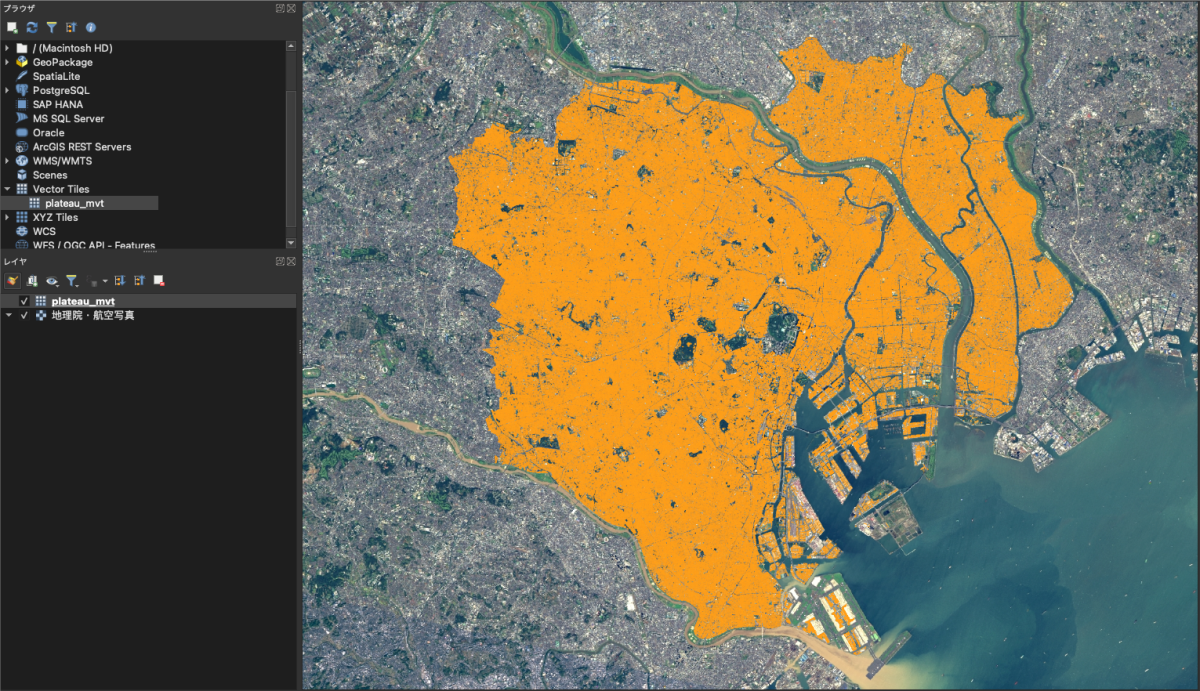 ブラウザ
/ (Macintosh HD)
GeoPackage
SpatiaLite
PostgreSQL
SAP HANA
MS SQL Server
Oracle
ArcGIS REST Servers
WMS/WMTS
Scenes
Vector Tiles
plateau_mvt
XYZ Tiles
WCS
WFS / OGC API - Features
レイヤ
plateau_mvt
地理院・航空写真